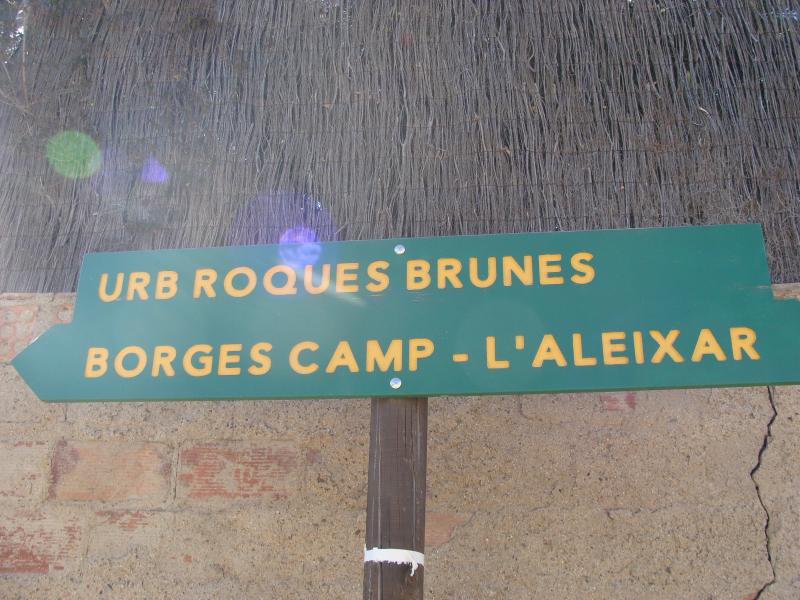 URB ROQUES BRUNES
BORGES CAMP - L'ALEIXAR